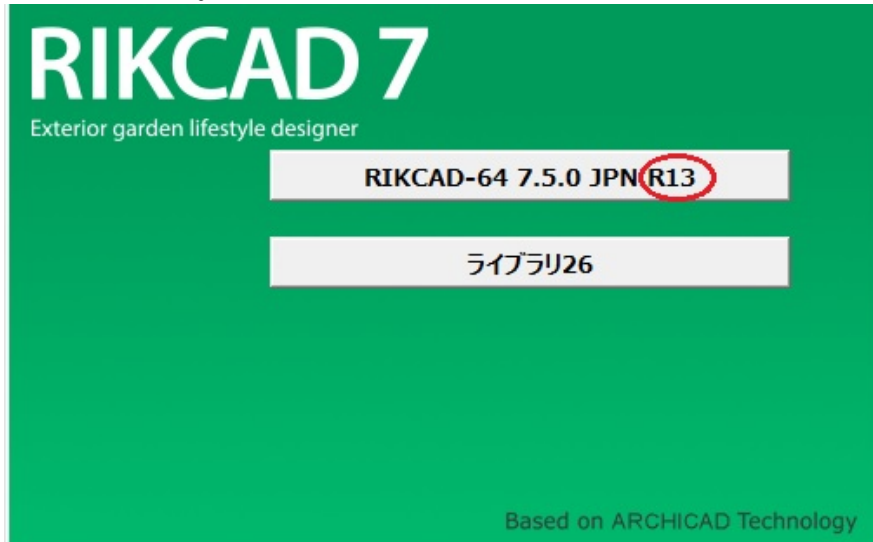 RIKCAD 7
Exterior garden lifestyle designer
RIKCAD-64 7.5.0 JPN R13
ライブラリ26
Based on ARCHICAD Technology